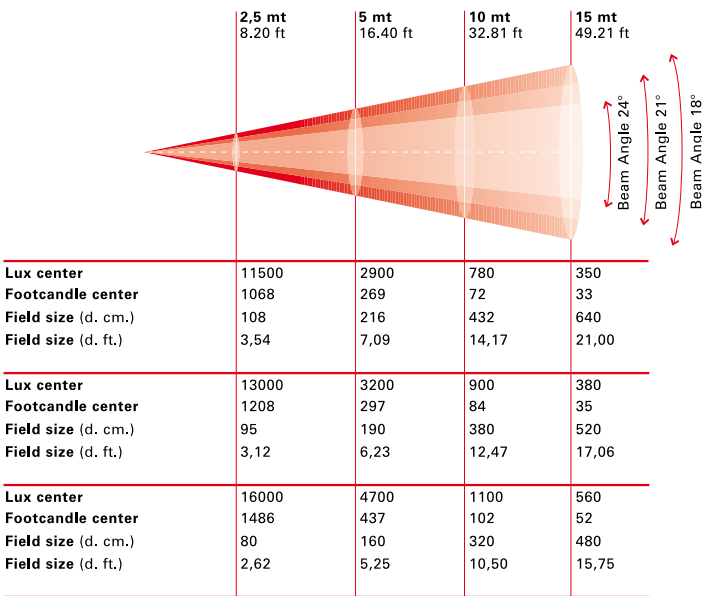 2,5 mt 5 mt 10 mt 15 mt
8.20 ft 16.40 ft 32.81 ft 49.21 ft
Beam Angle 24°
Beam Angle 21°
Beam Angle 18°
Lux center 11500 2900 780 350
Footcandle center 1068 269 72 33
Field size (d. cm.) 108 216 432 640
Field size (d. ft.) 3,54 7,09 14,17 21,00
Lux center 13000 3200 900 380
Footcandle center 1208 297 84 35
Field size (d. cm.) 95 190 380 520
Field size (d. ft.) 3,12 6,23 12,47 17,06
Lux center 16000 4700 1100 560
Footcandle center 1486 437 102 52
Field size (d. cm.) 80 160 320 480
Field size (d. ft.) 2,62 5,25 10,50 15,75